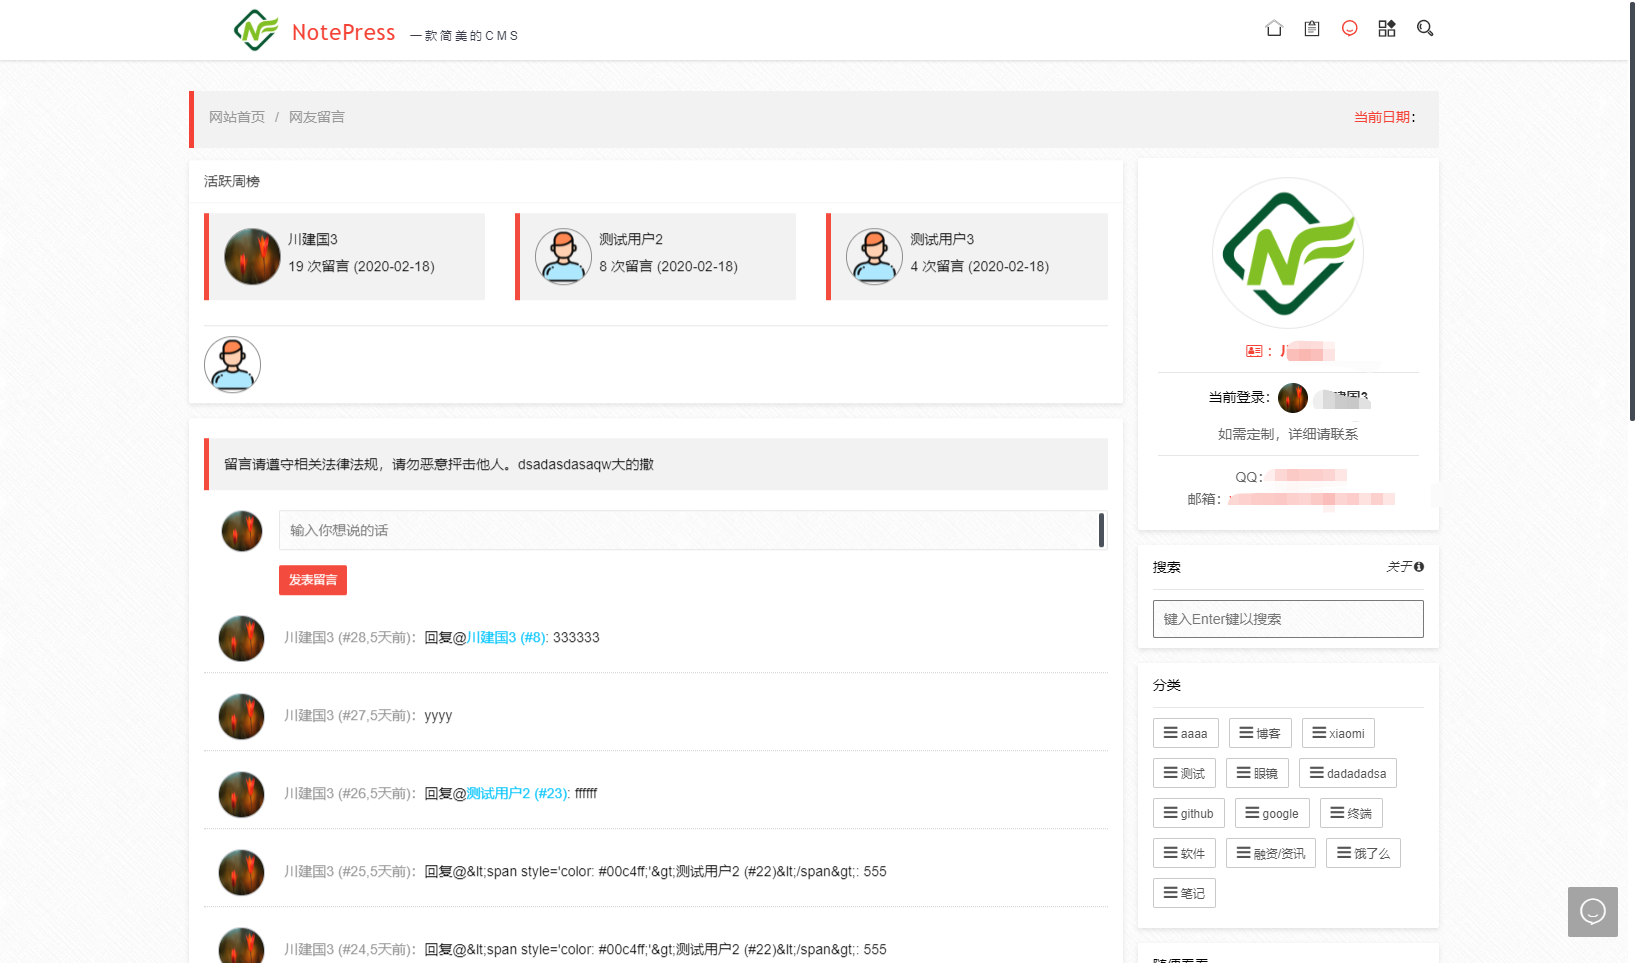 NotePress 一款简美的CMS
网站首页 / 网友留言
当前日期：
活跃周榜
川建国3
19 次留言 (2020-02-18)
测试用户2
8 次留言 (2020-02-18)
测试用户3
4 次留言 (2020-02-18)
留言请遵守相关法律法规，请勿恶意抨击他人。dsadasdasaqw大的撒
输入你想说的话
发表留言
川建国3 (#28,5天前)：回复@川建国3 (#8): 333333
川建国3 (#27,5天前)：yyyy
川建国3 (#26,5天前)：回复@测试用户2 (#23): ffffff
川建国3 (#25,5天前)：回复@&lt;span style='color: #00c4ff;'&gt;测试用户2 (#22)&lt;/span&gt;: 555
川建国3 (#24,5天前)：回复@&lt;span style='color: #00c4ff;'&gt;测试用户2 (#22)&lt;/span&gt;: 555
当前登录：
如需定制，详细请联系
QQ：
邮箱：
搜索 关于
键入Enter键以搜索
分类
aaaa 博客 xiaomi
测试 眼镜 dadadadsa
github google 终端
软件 融资/资讯 饿了么
笔记